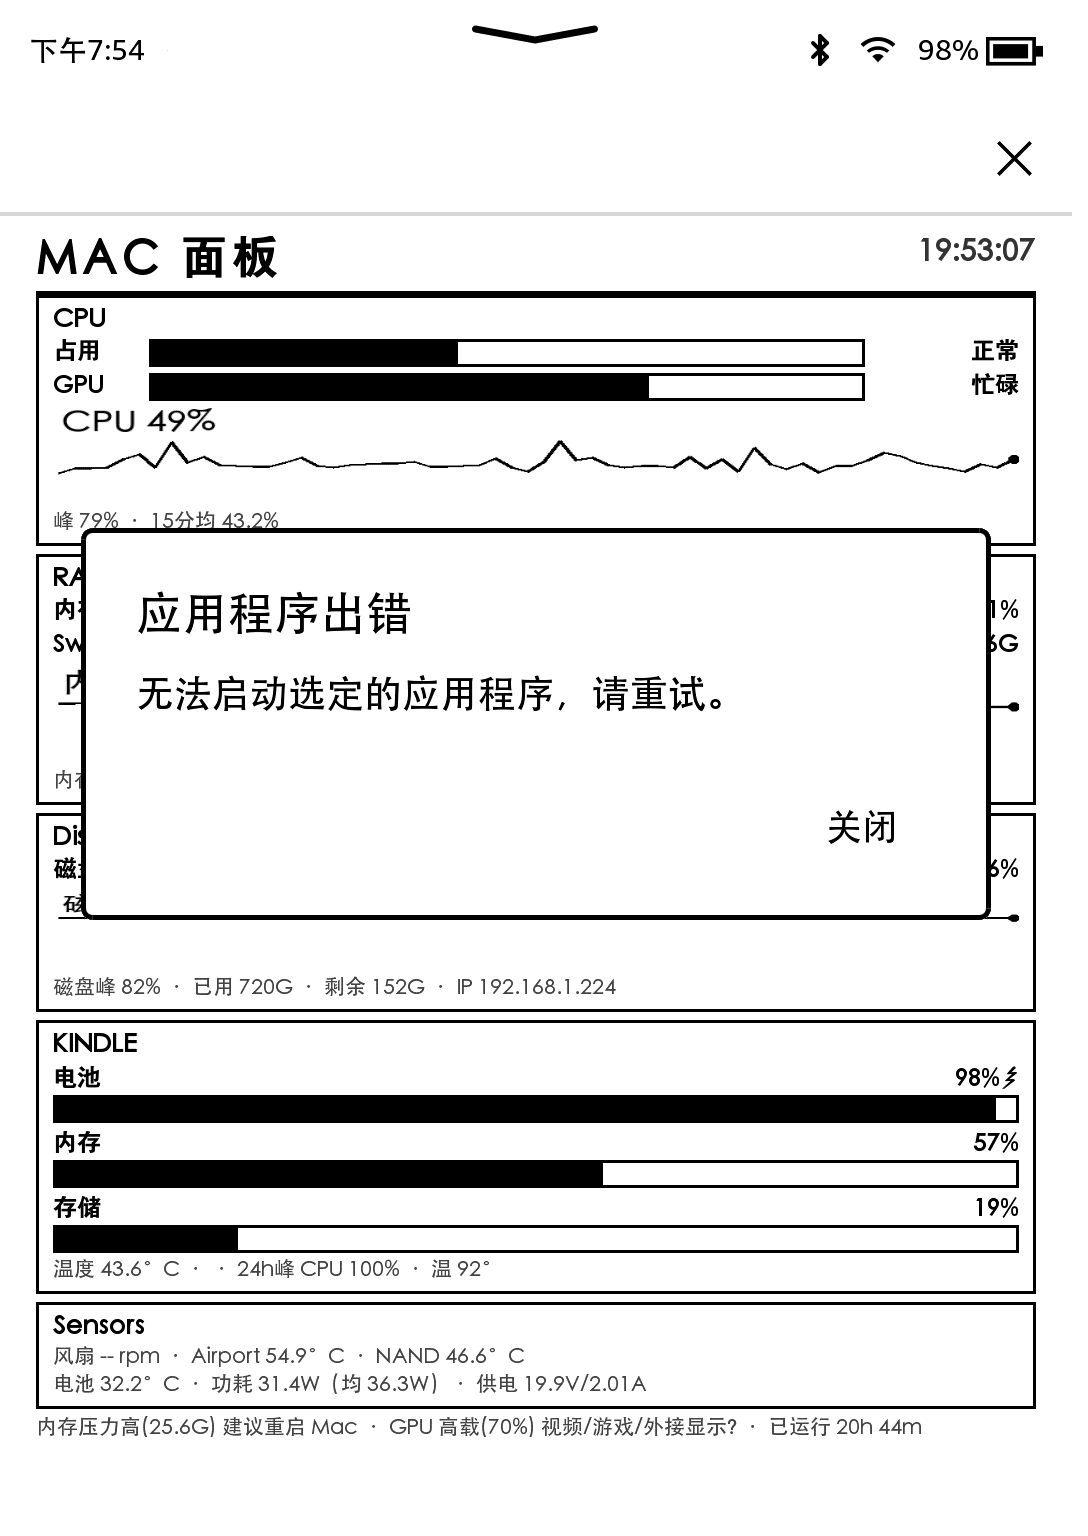 下午7:54 98%
MAC 面板 19:53:07
CPU
占用 正常
GPU 忙碌
CPU 49%
峰 79% · 15分均 43.2%
应用程序出错
无法启动选定的应用程序，请重试。
关闭
磁盘峰 82% · 已用 720G · 剩余 152G · IP 192.168.1.224
KINDLE
电池 98%
内存 57%
存储 19%
温度 43.6° C · · 24h峰 CPU 100% · 温 92°
Sensors
风扇 -- rpm · Airport 54.9° C · NAND 46.6° C
电池 32.2° C · 功耗 31.4W（均 36.3W） · 供电 19.9V/2.01A
内存压力高(25.6G) 建议重启 Mac · GPU 高载(70%) 视频/游戏/外接显示? · 已运行 20h 44m